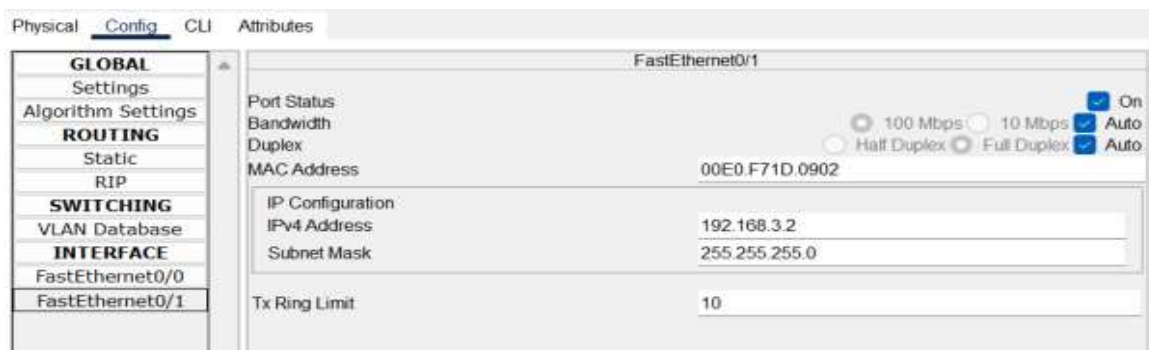 Physical Config CLI Attributes
GLOBAL
Settings
Algorithm Settings
ROUTING
Static
RIP
SWITCHING
VLAN Database
INTERFACE
FastEthernet0/0
FastEthernet0/1
FastEthernet0/1
Port Status On
Bandwidth 100 Mbps 10 Mbps Auto
Duplex Half Duplex Full Duplex Auto
MAC Address 00E0.F71D.0902
IP Configuration
IPv4 Address 192.168.3.2
Subnet Mask 255.255.255.0
Tx Ring Limit 10